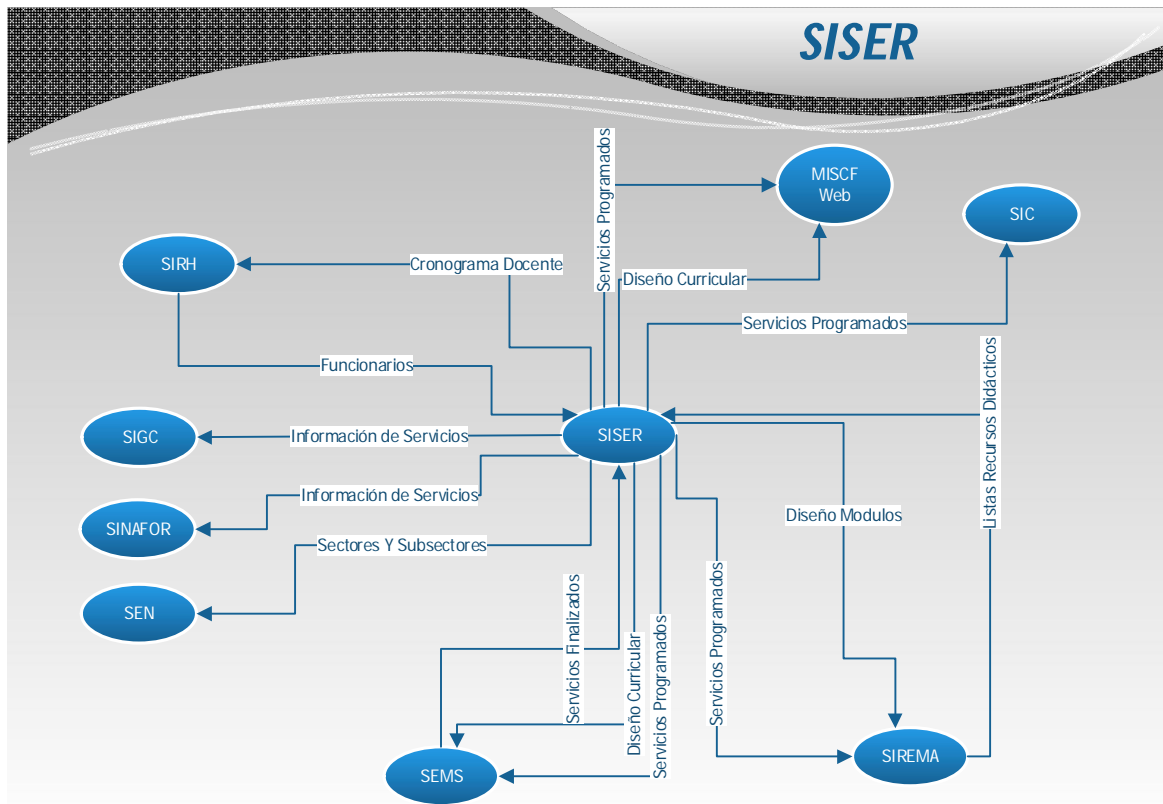 SISER
MISCF
Web
SIC
Servicios Programados
SIRH
Cronograma Docente
Diseño Curricular
Servicios Programados
Funcionarios
Listas Recursos Didácticos
SIGC
Información de Servicios
SISER
Información de Servicios
SINAFOR
Diseño Modulos
Sectores Y Subsectores
SEN
Servicios Finalizados
Diseño Curricular
Servicios Programados
Servicios Programados
SEMS
SIREMA